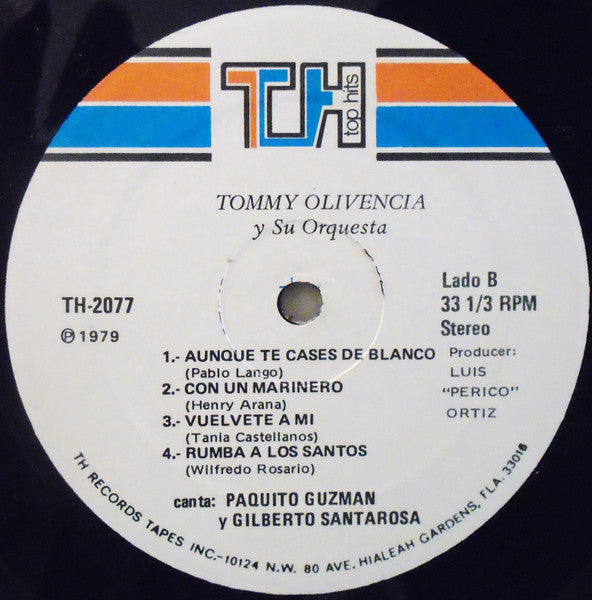 TH
top hits
TOMMY OLIVENCIA
y Su Orquesta
TH-2077
℗ 1979
Lado B
33 1/3 RPM
Stereo
1.- AUNQUE TE CASES DE BLANCO
(Pablo Lango)
2.- CON UN MARINERO
(Henry Arana)
3.- VUELVETE A MI
(Tania Castellanos)
4.- RUMBA A LOS SANTOS
(Wilfredo Rosario)
Producer:
LUIS
"PERICO"
ORTIZ
canta: PAQUITO GUZMAN
y GILBERTO SANTAROSA
TH RECORDS TAPES INC.-10124 N.W. 80 AVE. HIALEAH GARDENS, FLA. 33016